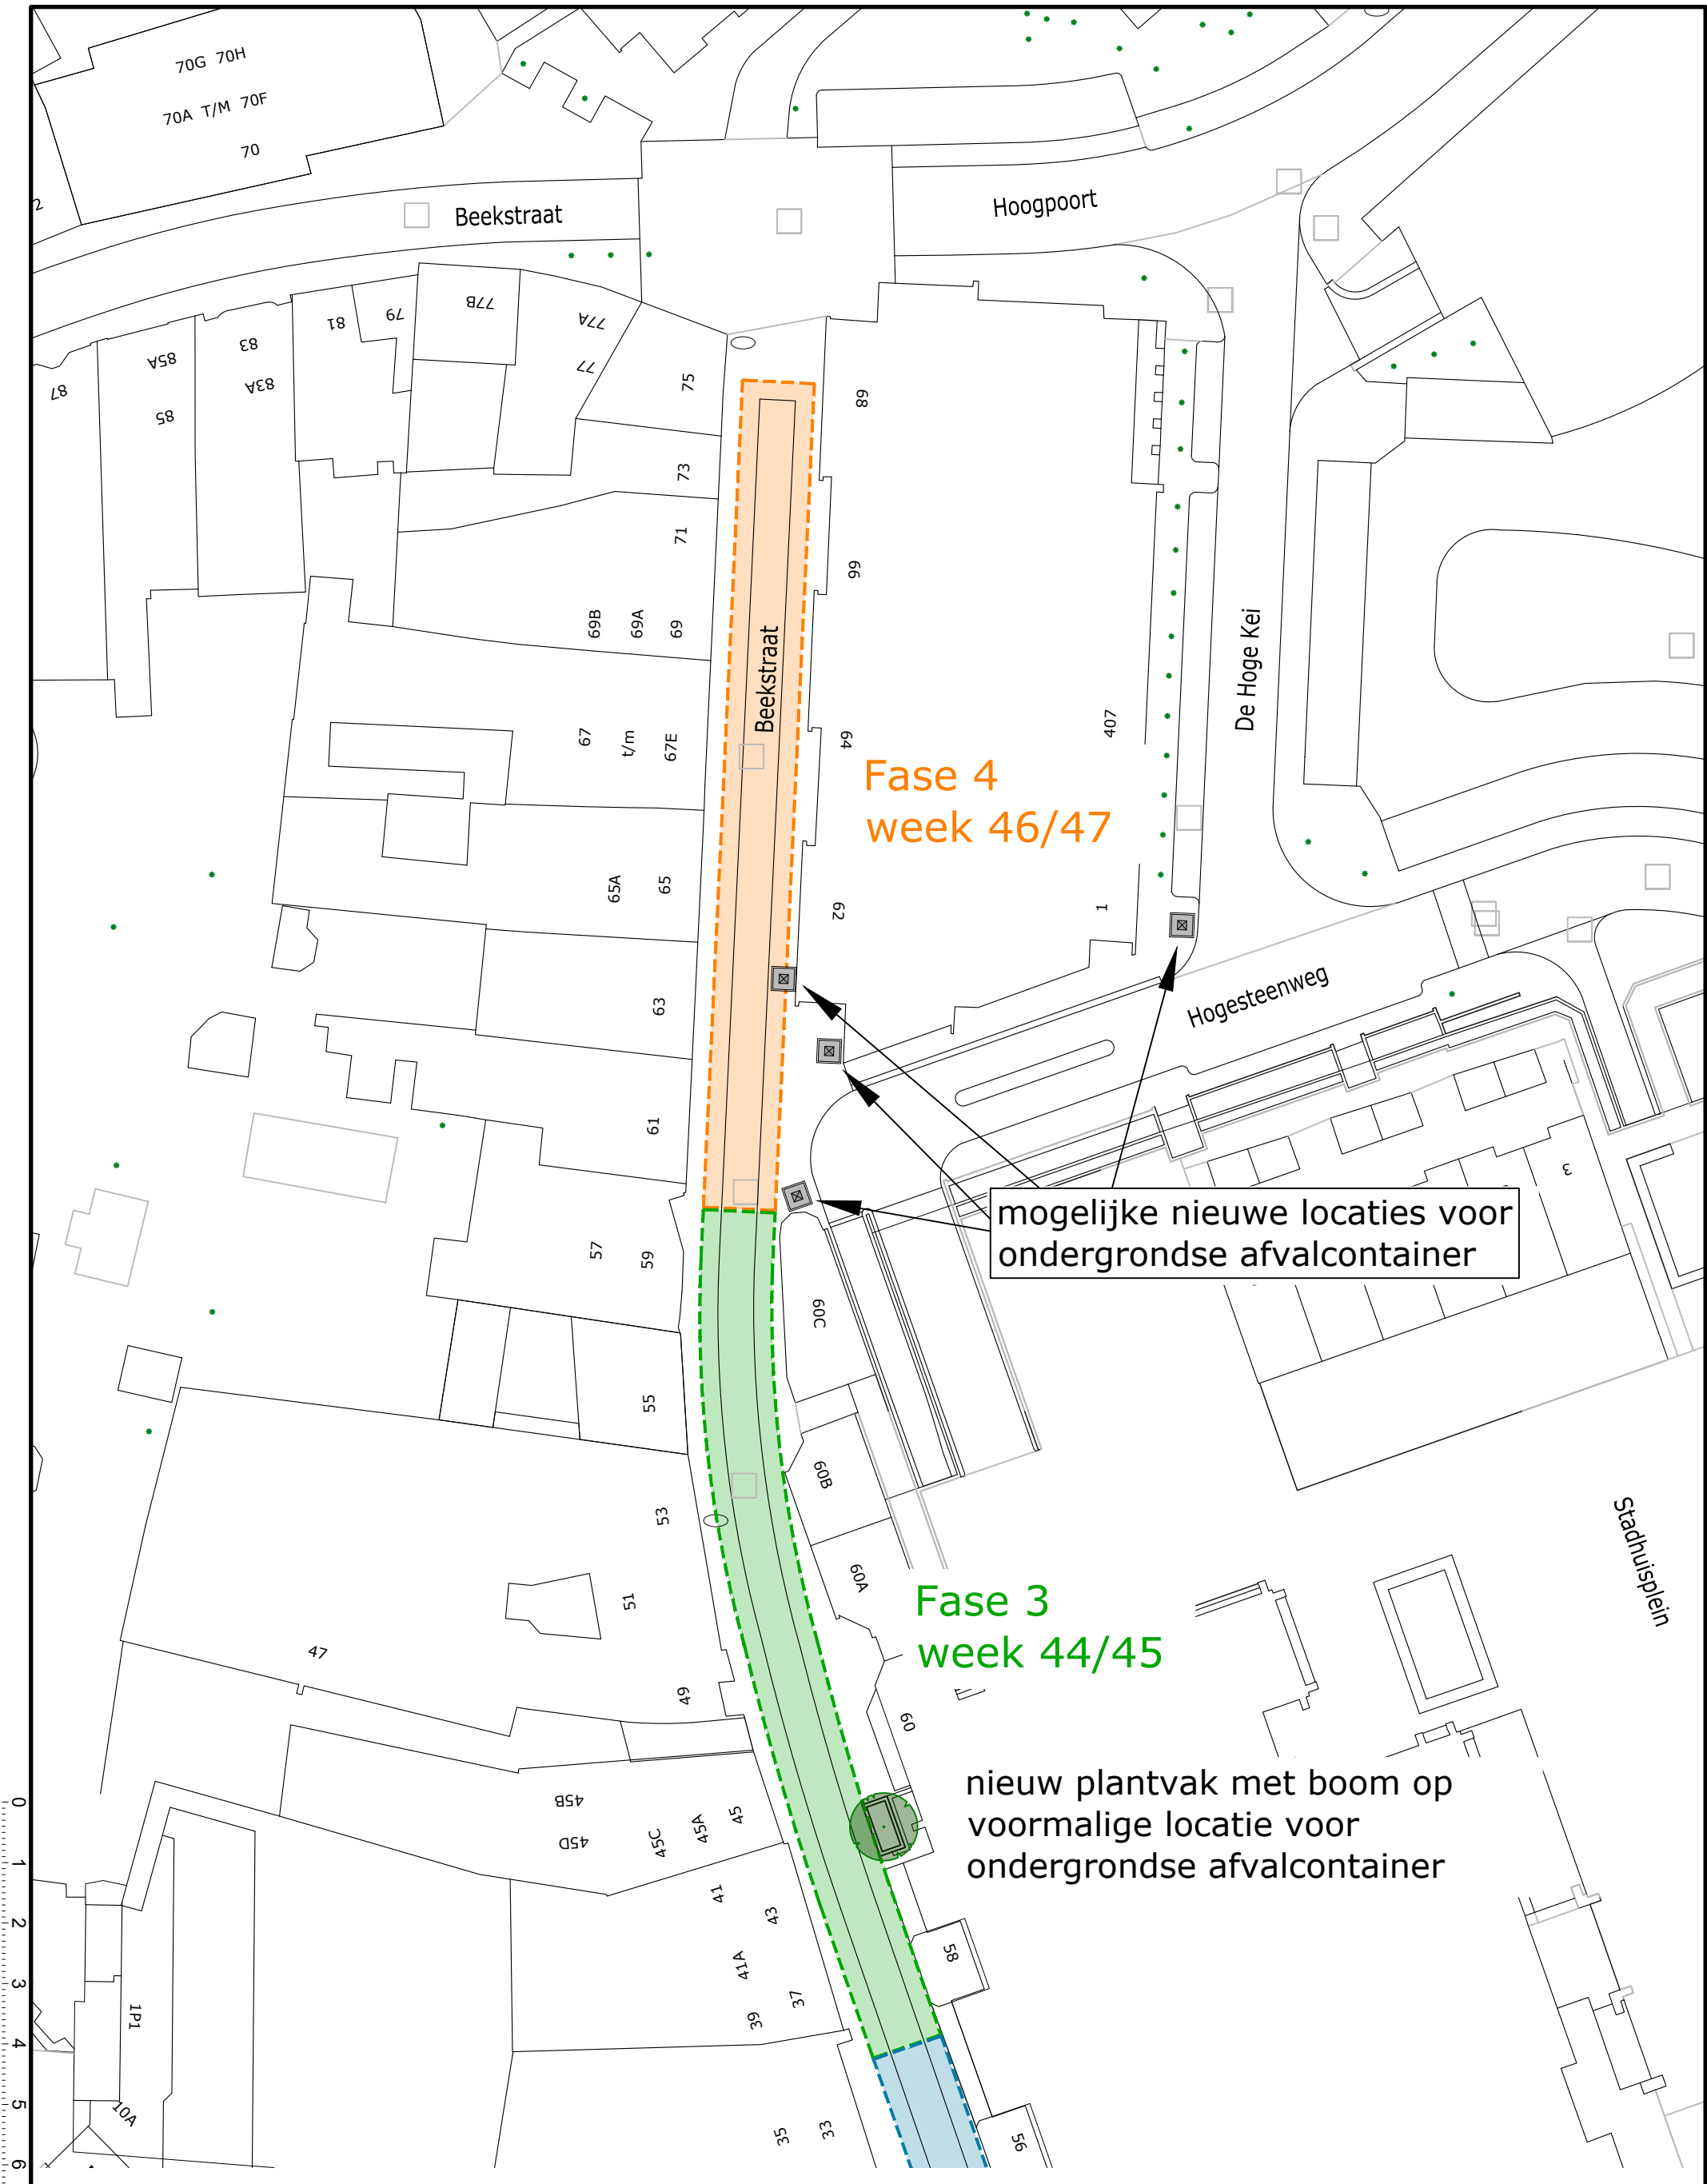 70G 70H
70A T/M 70F
70
2
Beekstraat
Hoogpoort
87
85A
85
83
83A
81
79
77B
77A
77
75
68
73
71
66
69B
69A
69
Beekstraat
De Hoge Kei
67
t/m
67E
64
407
Fase 4
week 46/47
65A
65
62
1
63
Hogesteenweg
61
3
mogelijke nieuwe locaties voor
ondergrondse afvalcontainer
57
59
60C
55
60B
53
Stadhuisplein
51
60A
Fase 3
week 44/45
47
49
60
nieuw plantvak met boom op
voormalige locatie voor
ondergrondse afvalcontainer
45B
45D
45C
45A
45
41
43
41A
58
39
37
1P1
10A
35
33
56
0
1
2
3
4
5
6